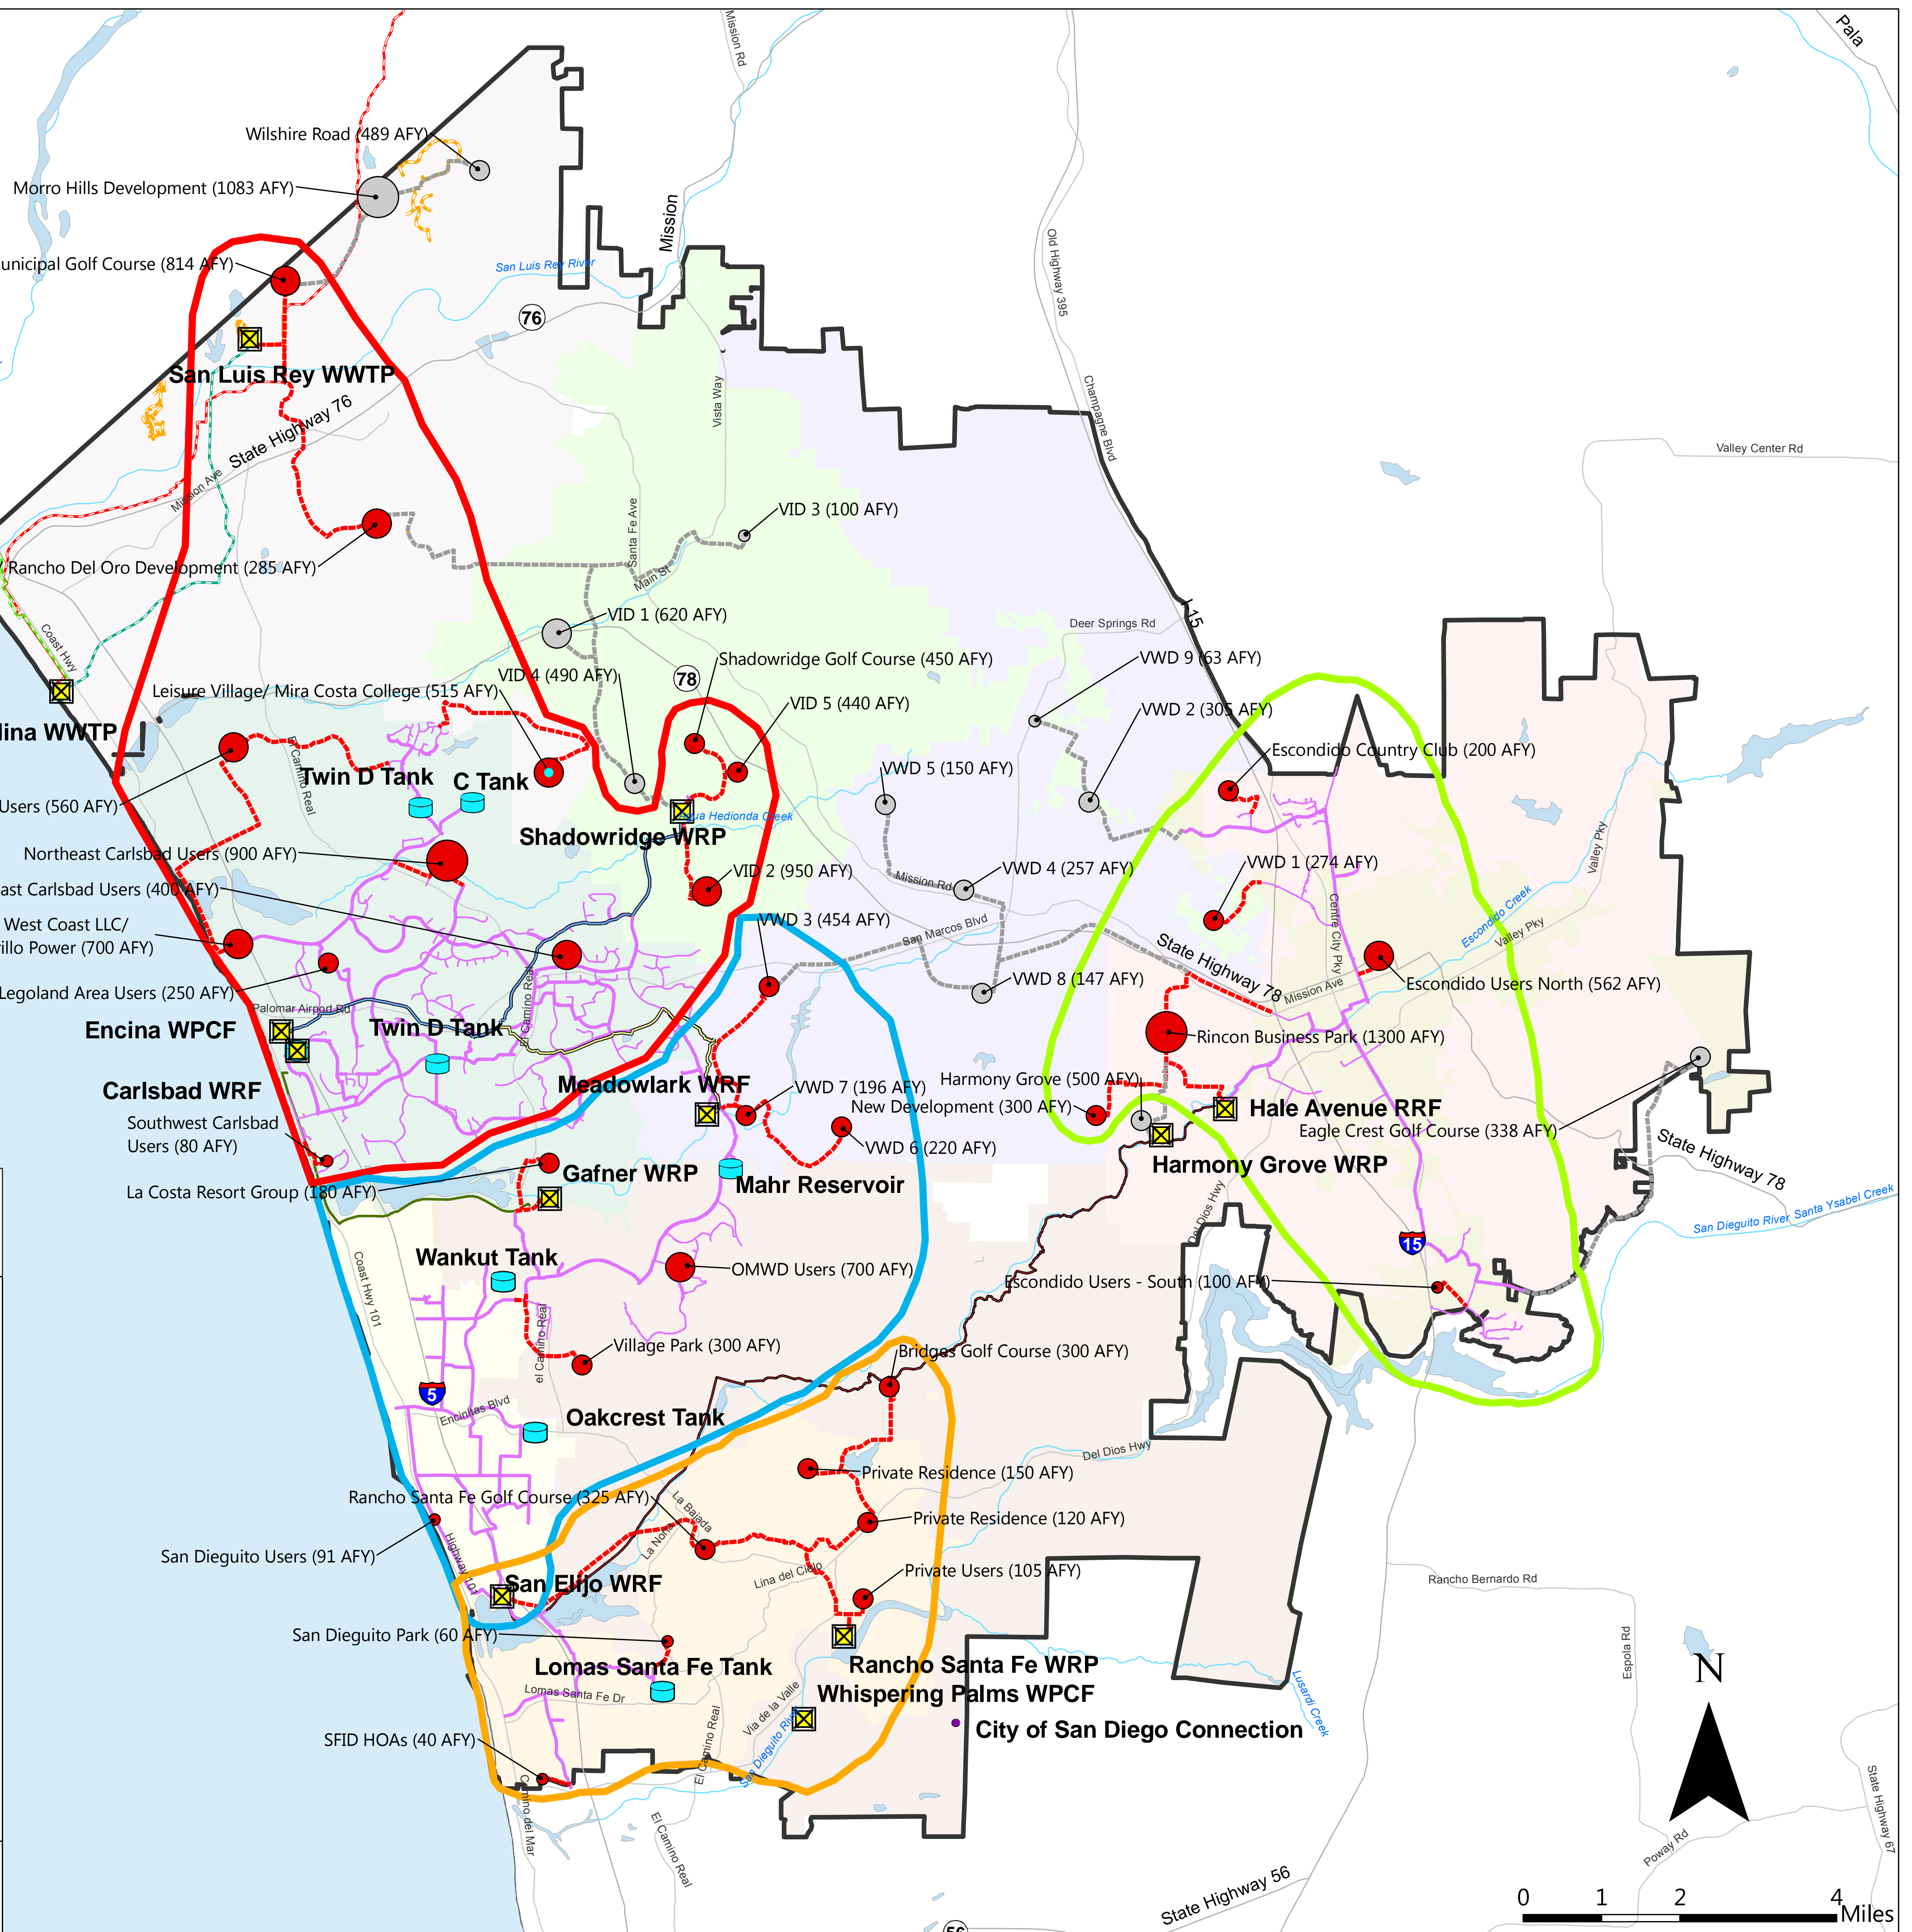 Mission Rd
Pala
Wilshire Road (489 AFY)
Morro Hills Development (1083 AFY)
Mission
Old Highway 395
unicipal Golf Course (814 AFY)
San Luis Rey River
76
San Luis Rey WWTP
State Highway 76
Mission Ave
Vista Way
Champagne Blvd
Valley Center Rd
Santa Fe Ave
VID 3 (100 AFY)
Rancho Del Oro Development (285 AFY)
Main St
I-15
Coast Hwy
VID 1 (620 AFY)
Deer Springs Rd
VWD 9 (63 AFY)
Shadowridge Golf Course (450 AFY)
VID 4 (490 AFY)
78
Leisure Village/ Mira Costa College (515 AFY)
VID 5 (440 AFY)
VWD 2 (305 AFY)
lina WWTP
El Camino Real
Escondido Country Club (200 AFY)
Twin D Tank
C Tank
VWD 5 (150 AFY)
Users (560 AFY)
Agua Hedionda Creek
Shadowridge WRP
Valley Pky
Northeast Carlsbad Users (900 AFY)
VID 2 (950 AFY)
Mission Rd
VWD 4 (257 AFY)
VWD 1 (274 AFY)
ast Carlsbad Users (400 AFY)
West Coast LLC/
rillo Power (700 AFY)
VWD 3 (454 AFY)
San Marcos Blvd
Centre City Pky
Escondido Creek
Valley Pky
State Highway 78
Legoland Area Users (250 AFY)
El Camino Real
VWD 8 (147 AFY)
Mission Ave
Escondido Users North (562 AFY)
Palomar Airport Rd
Encina WPCF
Twin D Tank
Rincon Business Park (1300 AFY)
Carlsbad WRF
Meadowlark WRF
VWD 7 (196 AFY)
Harmony Grove (500 AFY)
New Development (300 AFY)
Hale Avenue RRF
Southwest Carlsbad
Users (80 AFY)
VWD 6 (220 AFY)
Eagle Crest Golf Course (338 AFY)
State Highway 78
Gafner WRP
Harmony Grove WRP
La Costa Resort Group (180 AFY)
Mahr Reservoir
Del Dios Hwy
San Dieguito River Santa Ysabel Creek
15
Wankut Tank
OMWD Users (700 AFY)
Escondido Users - South (100 AFY)
Coast Hwy 101
el Camino Real
Village Park (300 AFY)
Bridges Golf Course (300 AFY)
5
Encinitas Blvd
Oakcrest Tank
Del Dios Hwy
Private Residence (150 AFY)
Rancho Santa Fe Golf Course (325 AFY)
La Bajada
Private Residence (120 AFY)
San Dieguito Users (91 AFY)
Highway 101
La Noria
Lina del Cielo
Private Users (105 AFY)
Rancho Bernardo Rd
San Elijo WRF
San Dieguito Park (60 AFY)
Espola Rd
N
Lomas Santa Fe Tank
Rancho Santa Fe WRP
Lomas Santa Fe Dr
Whispering Palms WPCF
Via de la Valle
Lusardi Creek
City of San Diego Connection
SFID HOAs (40 AFY)
El Camino Real
San Dieguito River
Camino del Mar
El Camino Real
State Highway 67
Poway Rd
State Highway 56
0 1 2 4
Miles
56